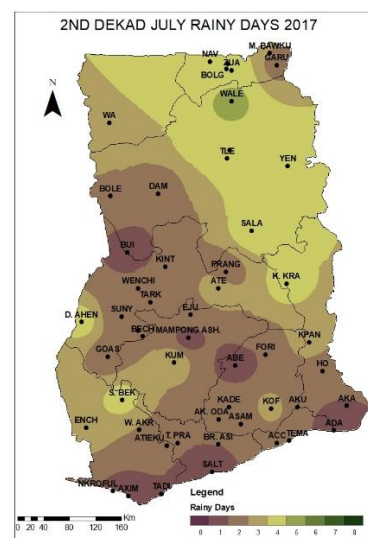 2ND DEKAD JULY RAINY DAYS 2017
N
M. BAWKU
NAV
ZUA
GARU
BOLG
WALE
WA
TLE
YEN
BOLE
DAM
SALA
BUI
KINT
PRANG
K. KRA
WENCHI
ATE
TARK
D. AHEN
SUNY
EJU
BECH
MAMPONG ASH.
KPAN
GOAS
KUM
ABE
FORI
HO
S. BEK
KADE
KOF
AKU
AKA
AK. ODA
ASAM
ENCH
W. AKR
ADA
ATIEKU
T. PRA
BR. ASI
ACC
TEMA
SALT
NKROFUL
AXIM
TADI
Legend
Rainy Days
0 20 40 80 120 160
Km
0 1 2 3 4 5 6 7 8